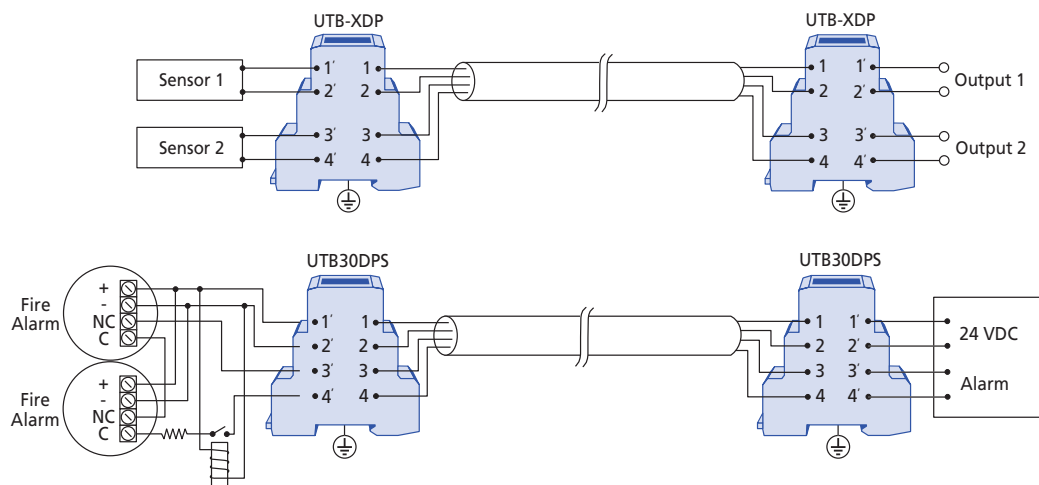 UTB-XDP
UTB-XDP
Sensor 1
1′ 1
2′ 2
Sensor 2
3′ 3
4′ 4
1 1′
2 2′
Output 1
3 3′
4 4′
Output 2
UTB30DPS
UTB30DPS
Fire
Alarm
+
-
NC
C
Fire
Alarm
+
-
NC
C
1′ 1
2′ 2
3′ 3
4′ 4
1 1′
2 2′
3 3′
4 4′
24 VDC
Alarm